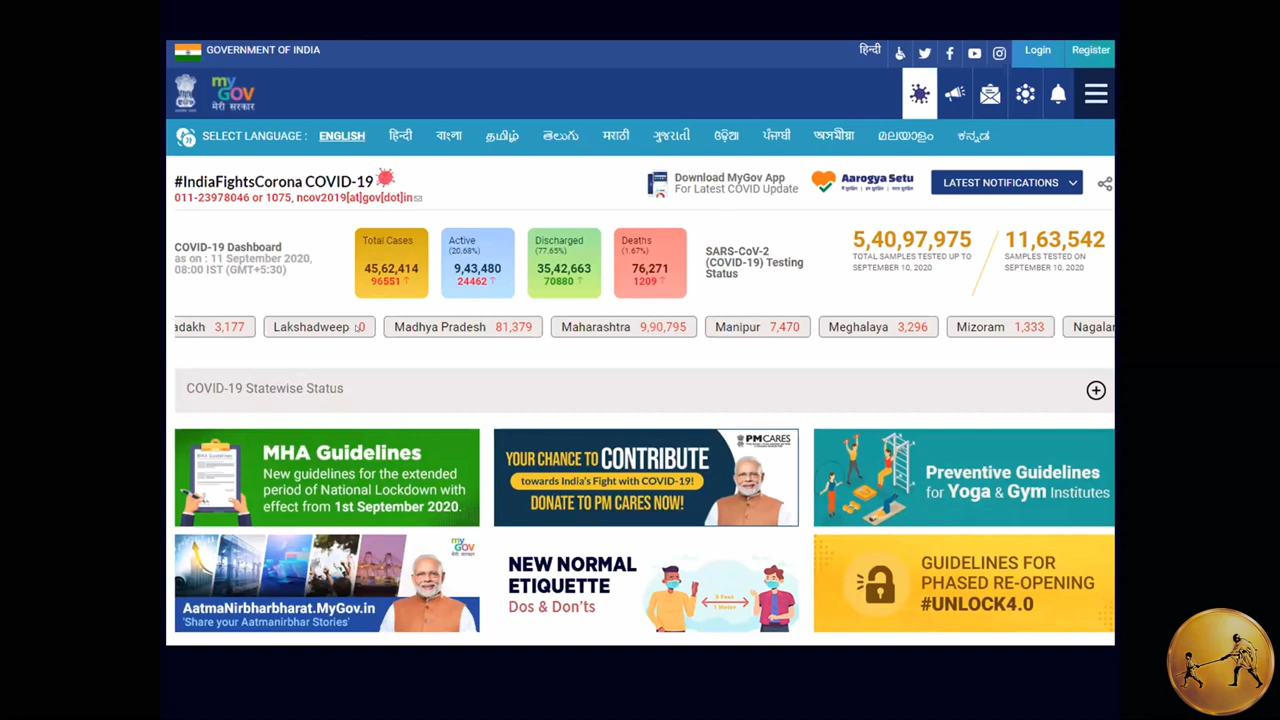 GOVERNMENT OF INDIA
हिन्दी
Login
Register
my
GOV
मेरी सरकार
SELECT LANGUAGE : ENGLISH हिन्दी বাংলা தமிழ் తెలుగు मराठी ગુજરાતી ଓଡ଼ିଆ ਪੰਜਾਬੀ অসমীয়া മലയാളം ಕನ್ನಡ
#IndiaFightsCorona COVID-19
011-23978046 or 1075, ncov2019[at]gov[dot]in
Download MyGov App
For Latest COVID Update
Aarogya Setu
LATEST NOTIFICATIONS
COVID-19 Dashboard
as on : 11 September 2020,
08:00 IST (GMT+5:30)
Total Cases
45,62,414
96551↑
Active
(20.68%)
9,43,480
24462↑
Discharged
(77.65%)
35,42,663
70880↑
Deaths
(1.67%)
76,271
1209↑
SARS-CoV-2
(COVID-19) Testing
Status
5,40,97,975
TOTAL SAMPLES TESTED UP TO
SEPTEMBER 10, 2020
11,63,542
SAMPLES TESTED ON
SEPTEMBER 10, 2020
adakh 3,177 Lakshadweep 0 Madhya Pradesh 81,379 Maharashtra 9,90,795 Manipur 7,470 Meghalaya 3,296 Mizoram 1,333 Nagalar
COVID-19 Statewise Status
MHA Guidelines
New guidelines for the extended
period of National Lockdown with
effect from 1st September 2020.
PM CARES
YOUR CHANCE TO CONTRIBUTE
towards India's Fight with COVID-19!
DONATE TO PM CARES NOW!
Preventive Guidelines
for Yoga & Gym Institutes
my
GOV
मेरी सरकार
AatmaNirbharbharat.MyGov.in
'Share your Aatmanirbhar Stories'
NEW NORMAL
ETIQUETTE
Dos & Don'ts
1 Meter
GUIDELINES FOR
PHASED RE-OPENING
#UNLOCK4.0